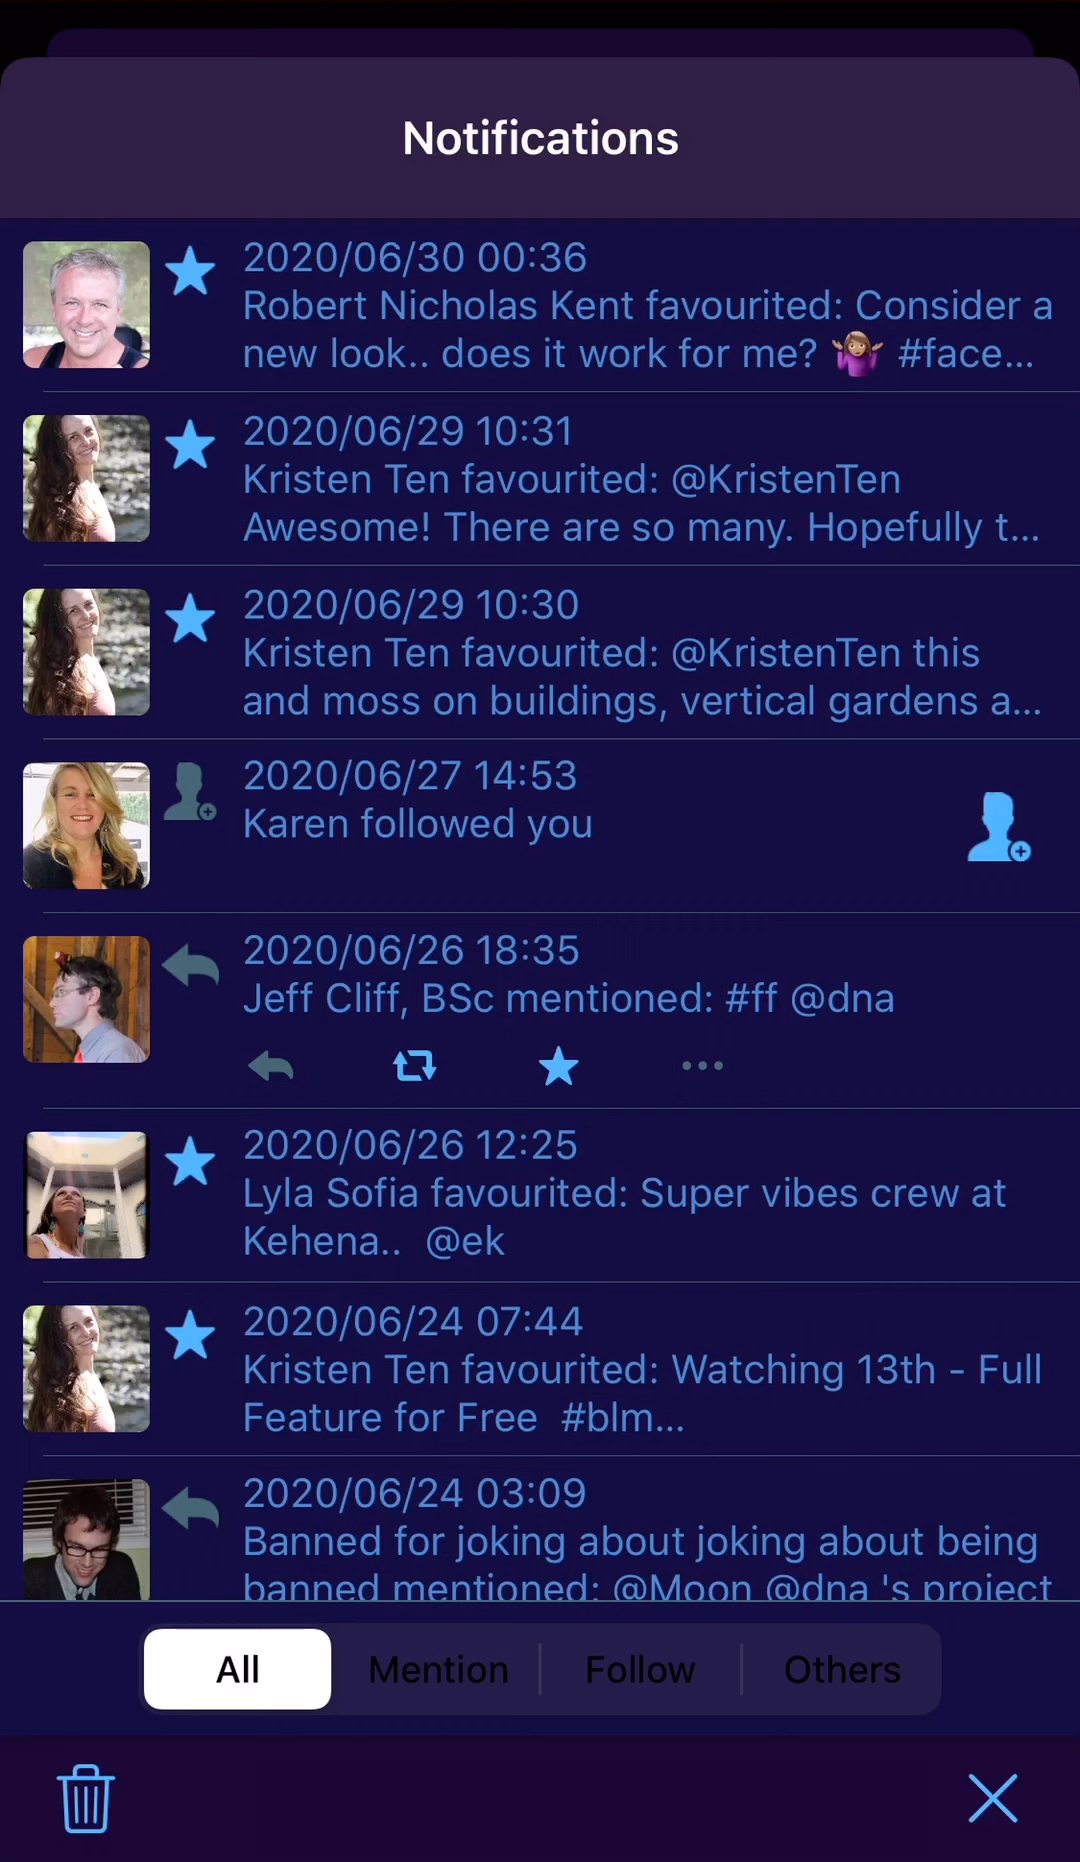 Notifications
2020/06/30 00:36
Robert Nicholas Kent favourited: Consider a
new look.. does it work for me? 🤷🏽‍♀️ #face...
2020/06/29 10:31
Kristen Ten favourited: @KristenTen
Awesome! There are so many. Hopefully t...
2020/06/29 10:30
Kristen Ten favourited: @KristenTen this
and moss on buildings, vertical gardens a...
2020/06/27 14:53
Karen followed you
2020/06/26 18:35
Jeff Cliff, BSc mentioned: #ff @dna
2020/06/26 12:25
Lyla Sofia favourited: Super vibes crew at
Kehena..  @ek
2020/06/24 07:44
Kristen Ten favourited: Watching 13th - Full
Feature for Free  #blm...
2020/06/24 03:09
Banned for joking about joking about being
banned mentioned: @Moon @dna 's project
All Mention Follow Others